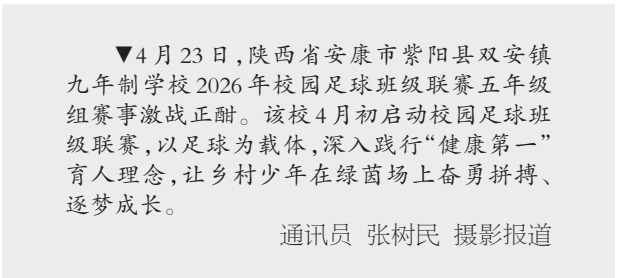 ▼4月23日,陕西省安康市紫阳县双安镇
九年制学校2026年校园足球班级联赛五年级
组赛事激战正酣。该校4月初启动校园足球班
级联赛,以足球为载体,深入践行“健康第一”
育人理念,让乡村少年在绿茵场上奋勇拼搏、
逐梦成长。
通讯员 张树民 摄影报道